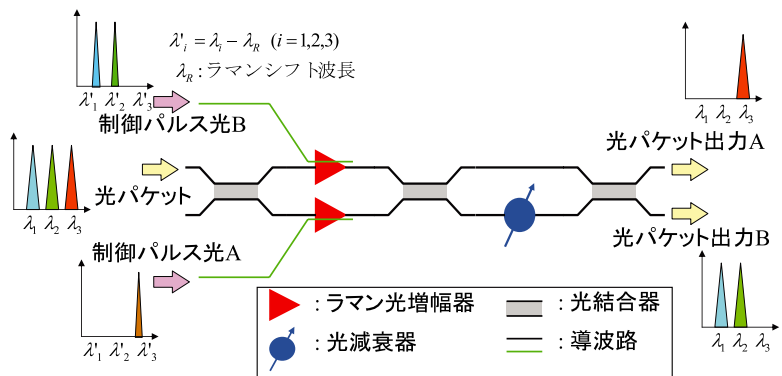 λ'₁ λ'₂ λ'₃
λ'ᵢ = λᵢ − λ_R (i = 1,2,3)
λ_R : ラマンシフト波長
制御パルス光B
λ₁ λ₂ λ₃
光パケット出力A
λ₁ λ₂ λ₃
光パケット
制御パルス光A
光パケット出力B
λ'₁ λ'₂ λ'₃
λ₁ λ₂ λ₃
: ラマン光増幅器
: 光結合器
: 光減衰器
: 導波路